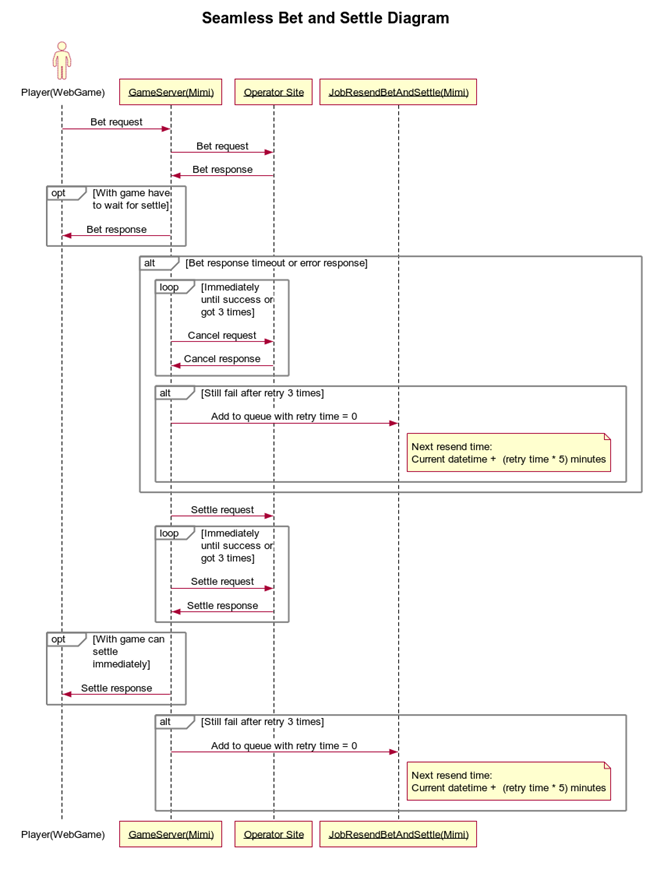 Seamless Bet and Settle Diagram
Player(WebGame)
GameServer(Mimi)
Operator Site
JobResendBetAndSettle(Mimi)
Bet request
Bet request
Bet response
opt
[With game have
to wait for settle]
Bet response
alt
[Bet response timeout or error response]
loop
[Immediately
until success or
got 3 times]
Cancel request
Cancel response
alt
[Still fail after retry 3 times]
Add to queue with retry time = 0
Next resend time:
Current datetime + (retry time * 5) minutes
Settle request
loop
[Immediately
until success or
got 3 times]
Settle request
Settle response
opt
[With game can
settle
immediately]
Settle response
alt
[Still fail after retry 3 times]
Add to queue with retry time = 0
Next resend time:
Current datetime + (retry time * 5) minutes
Player(WebGame)
GameServer(Mimi)
Operator Site
JobResendBetAndSettle(Mimi)